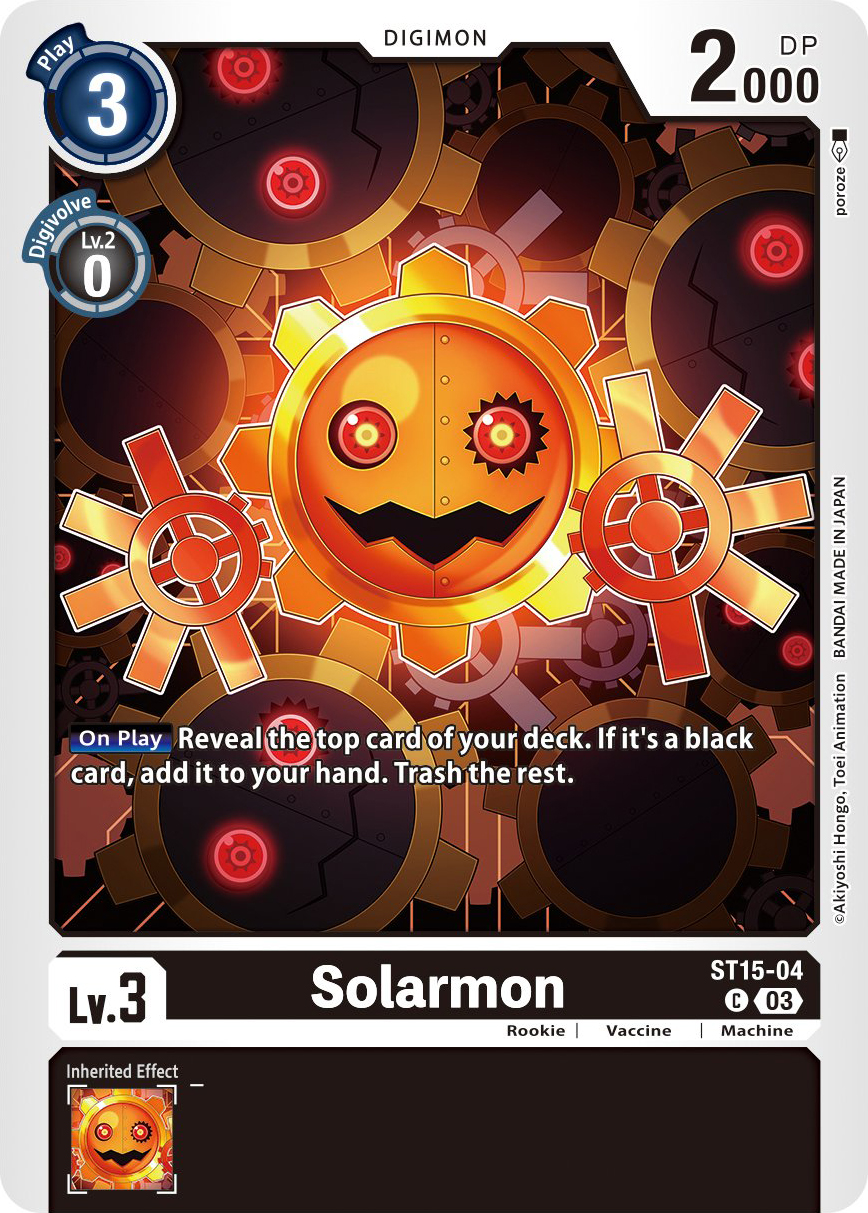 DIGIMON
Play
3
DP
2000
Digivolve
Lv.2
0
poroze
On Play Reveal the top card of your deck. If it's a black
card, add it to your hand. Trash the rest.
©Akiyoshi Hongo, Toei Animation BANDAI MADE IN JAPAN
Lv.3
Solarmon
ST15-04
C 03
Rookie | Vaccine | Machine
Inherited Effect
–